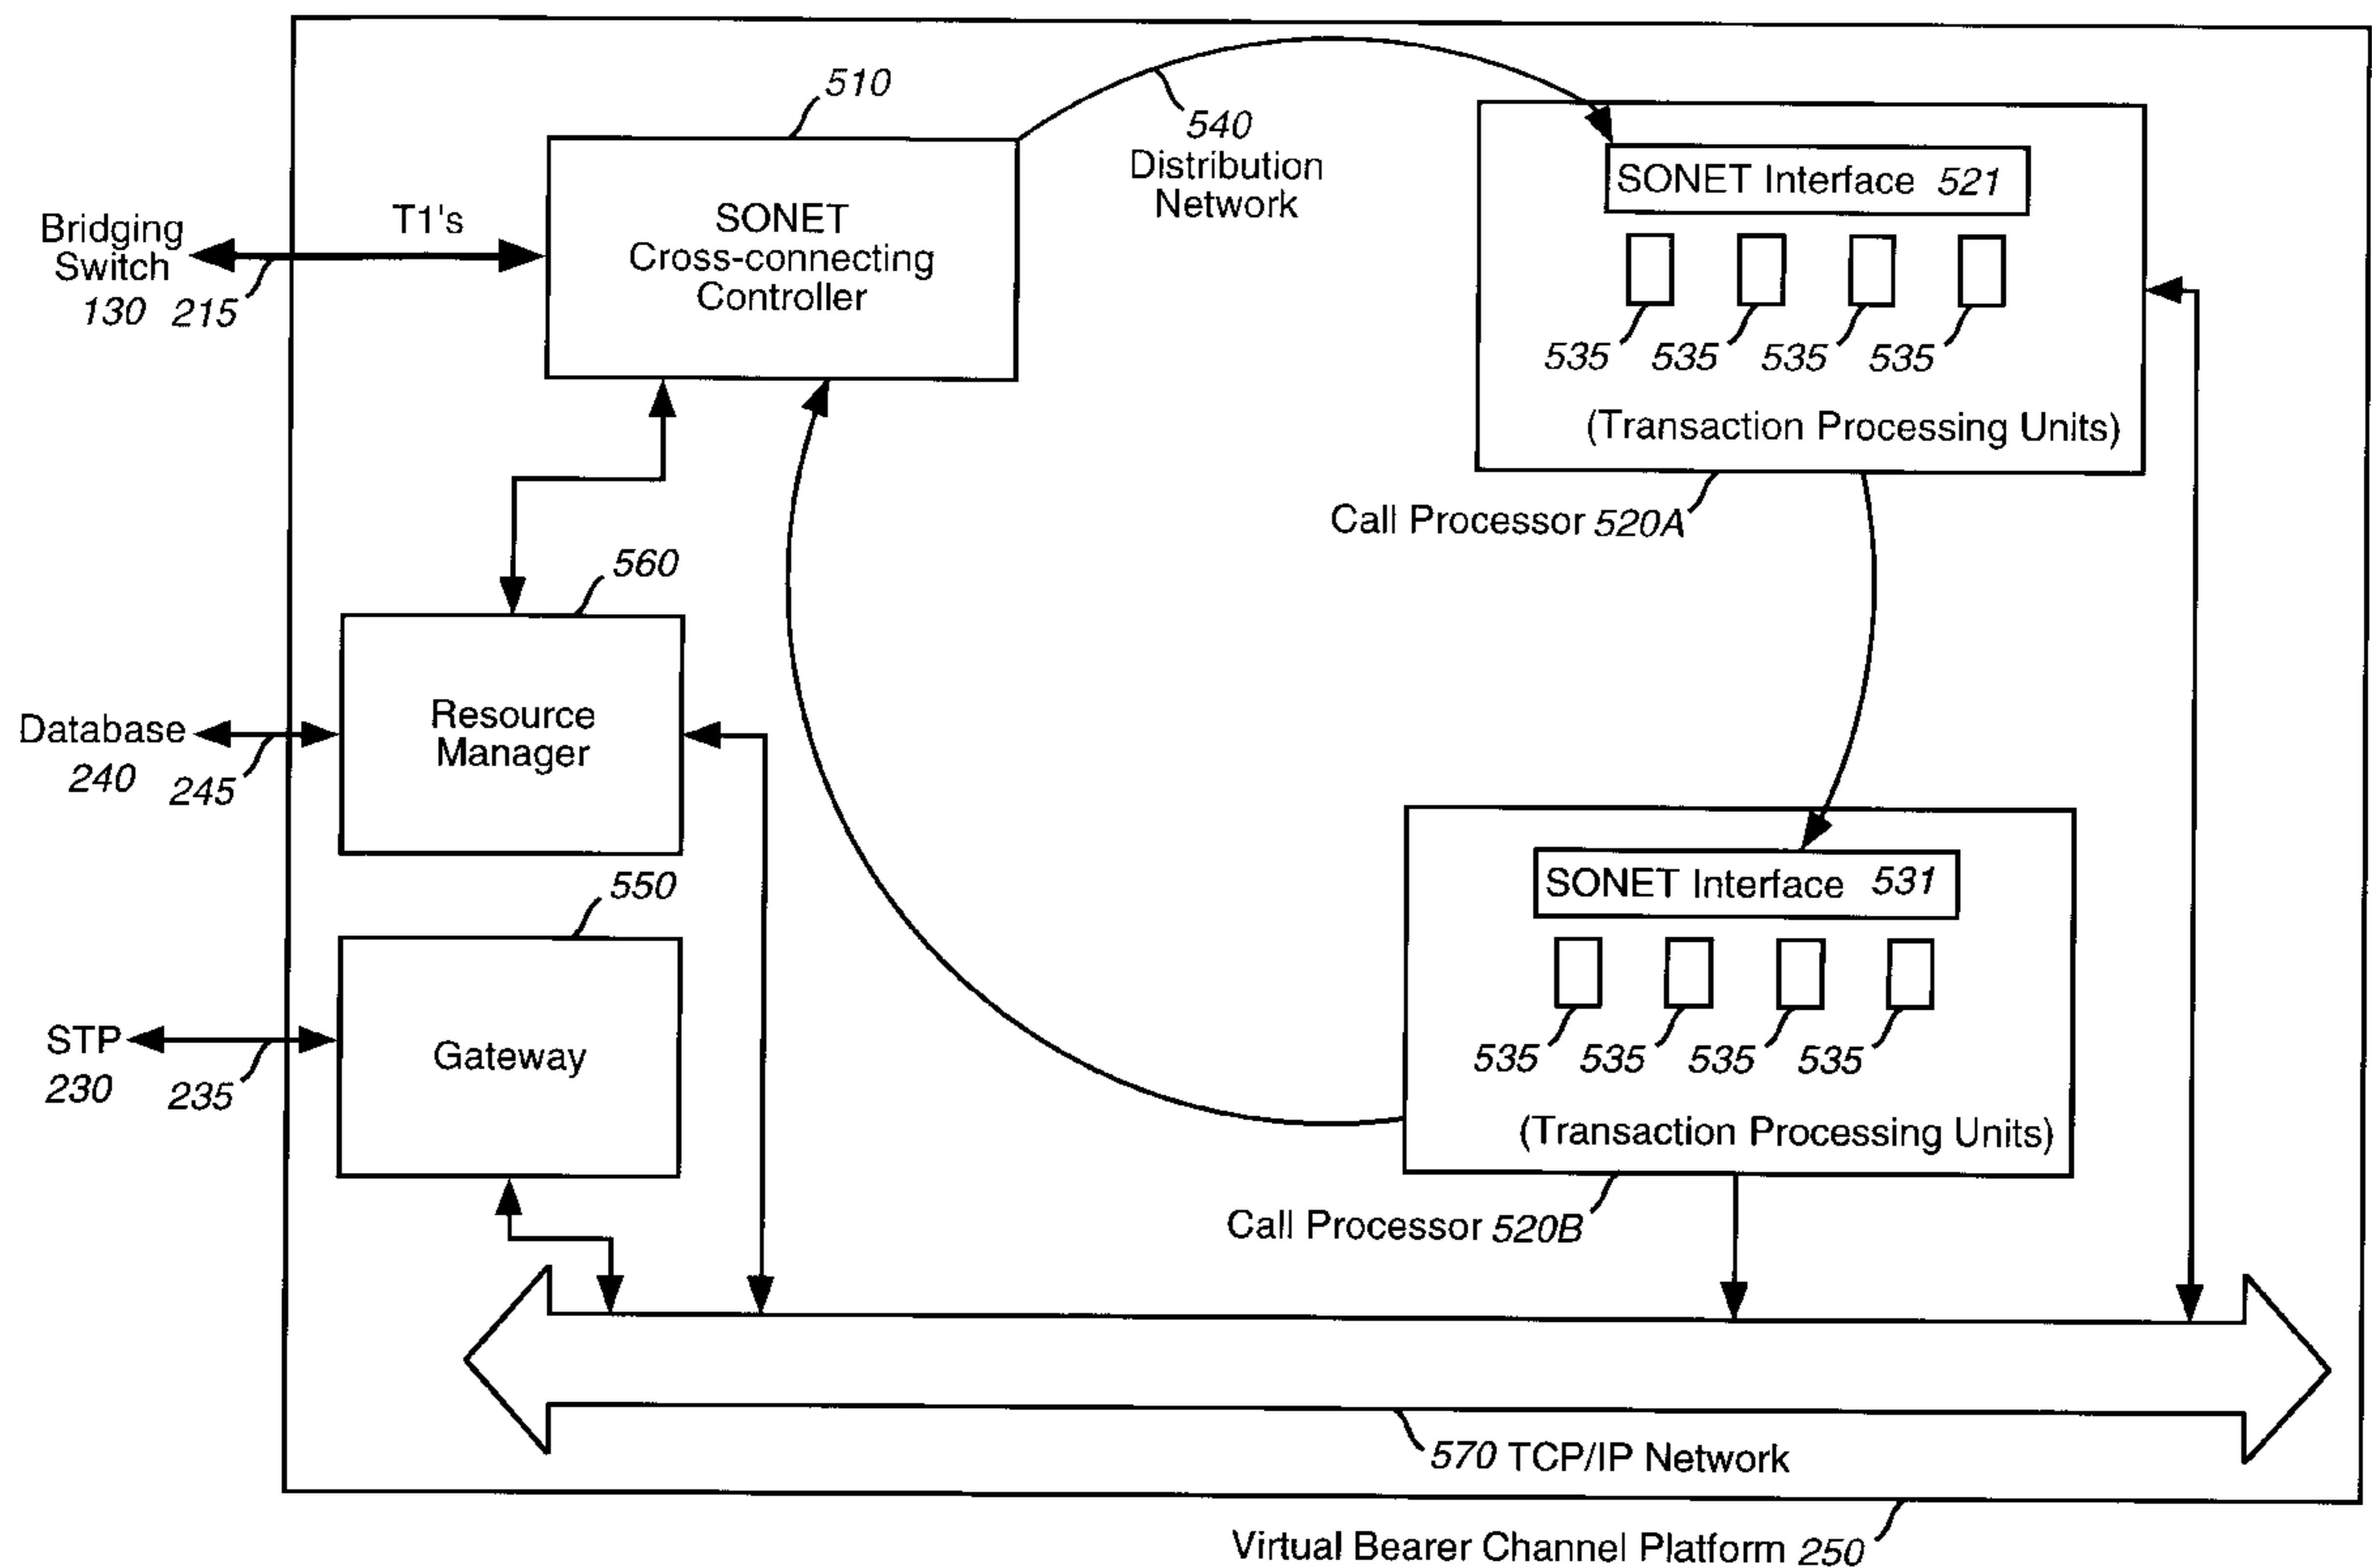 510
540
Distribution
Network
SONET Interface 521
T1's
SONET
Cross-connecting
Controller
Bridging
Switch
130 215
535 535 535 535
(Transaction Processing Units)
Call Processor 520A
560
Resource
Manager
Database
240 245
550
SONET Interface 531
Gateway
STP
230 235
535 535 535 535
(Transaction Processing Units)
Call Processor 520B
570 TCP/IP Network
Virtual Bearer Channel Platform 250